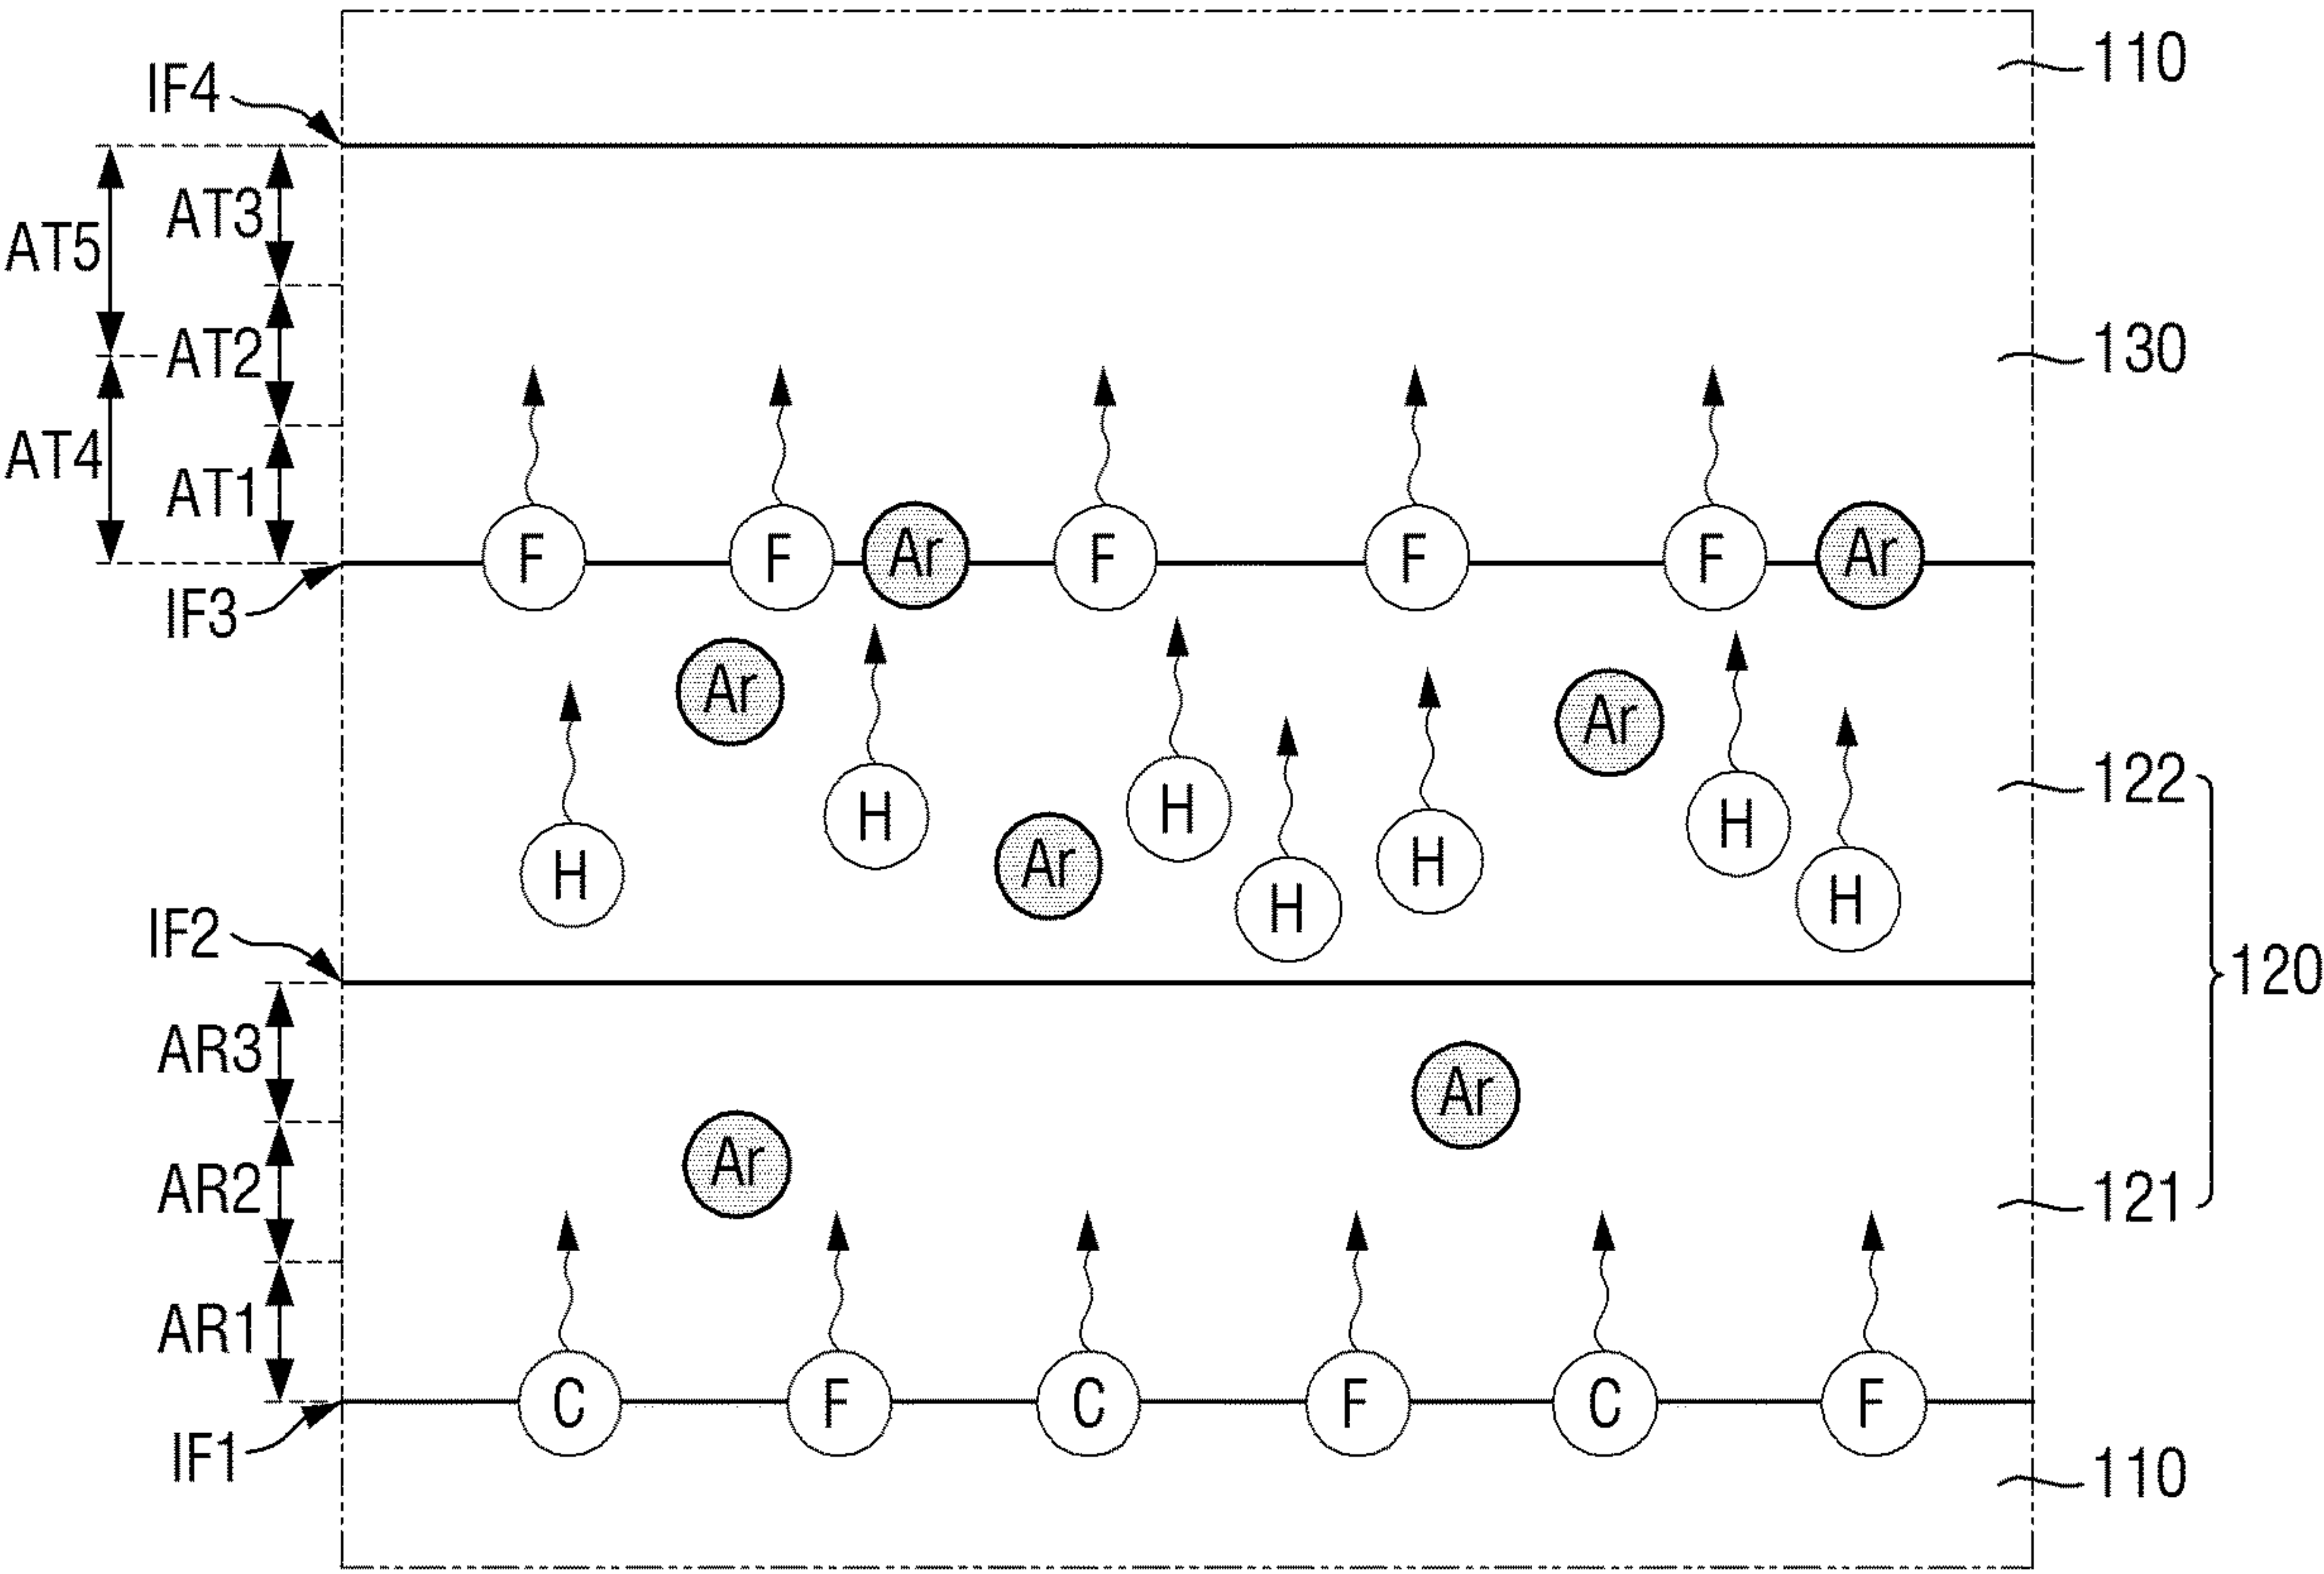 110
IF4
AT3
AT5
AT2
130
AT4
AT1
F F Ar F F F Ar
IF3
Ar Ar
122
H H Ar H H H H H
IF2
120
AR3
Ar
Ar
AR2
121
AR1
C F C F C F
IF1
110